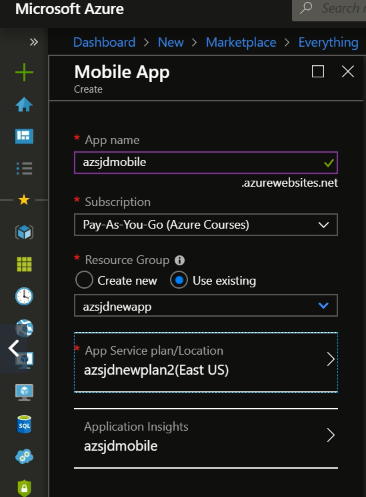 Microsoft Azure
Search
Dashboard > New > Marketplace > Everything
Mobile App
Create
* App name
azsjdmobile
.azurewebsites.net
* Subscription
Pay-As-You-Go (Azure Courses)
* Resource Group
Create new Use existing
azsjdnewapp
* App Service plan/Location
azsjdnewplan2(East US)
Application Insights
azsjdmobile
SQL